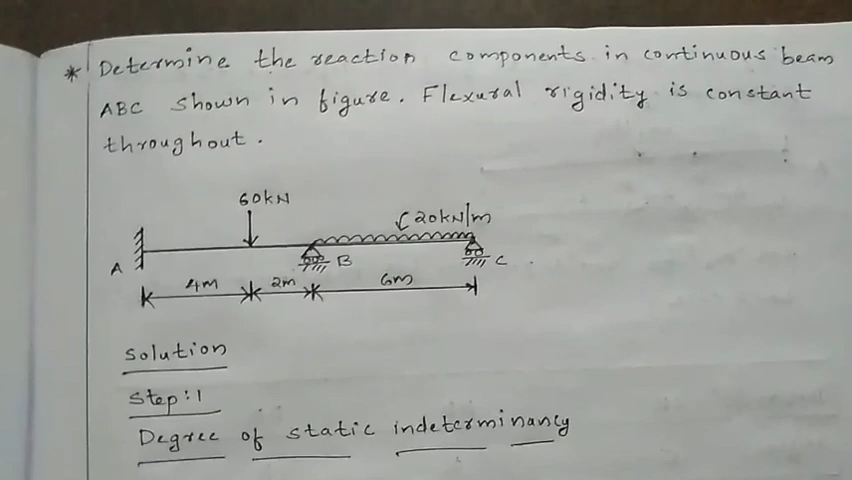 * Determine the reaction components in continuous beam
ABC shown in figure. Flexural rigidity is constant
throughout.
60kN
20kN/m
A
B
C
4m
2m
6m
Solution
Step:1
Degree of static indeterminancy